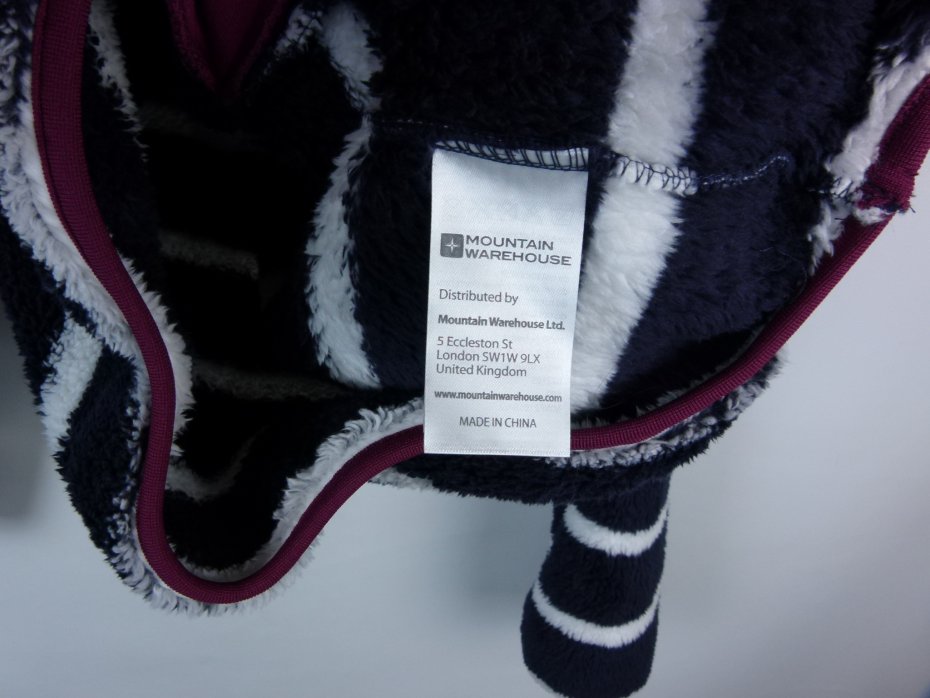 MOUNTAIN
WAREHOUSE
Distributed by
Mountain Warehouse Ltd.
5 Eccleston St
London SW1W 9LX
United Kingdom
www.mountainwarehouse.com
MADE IN CHINA